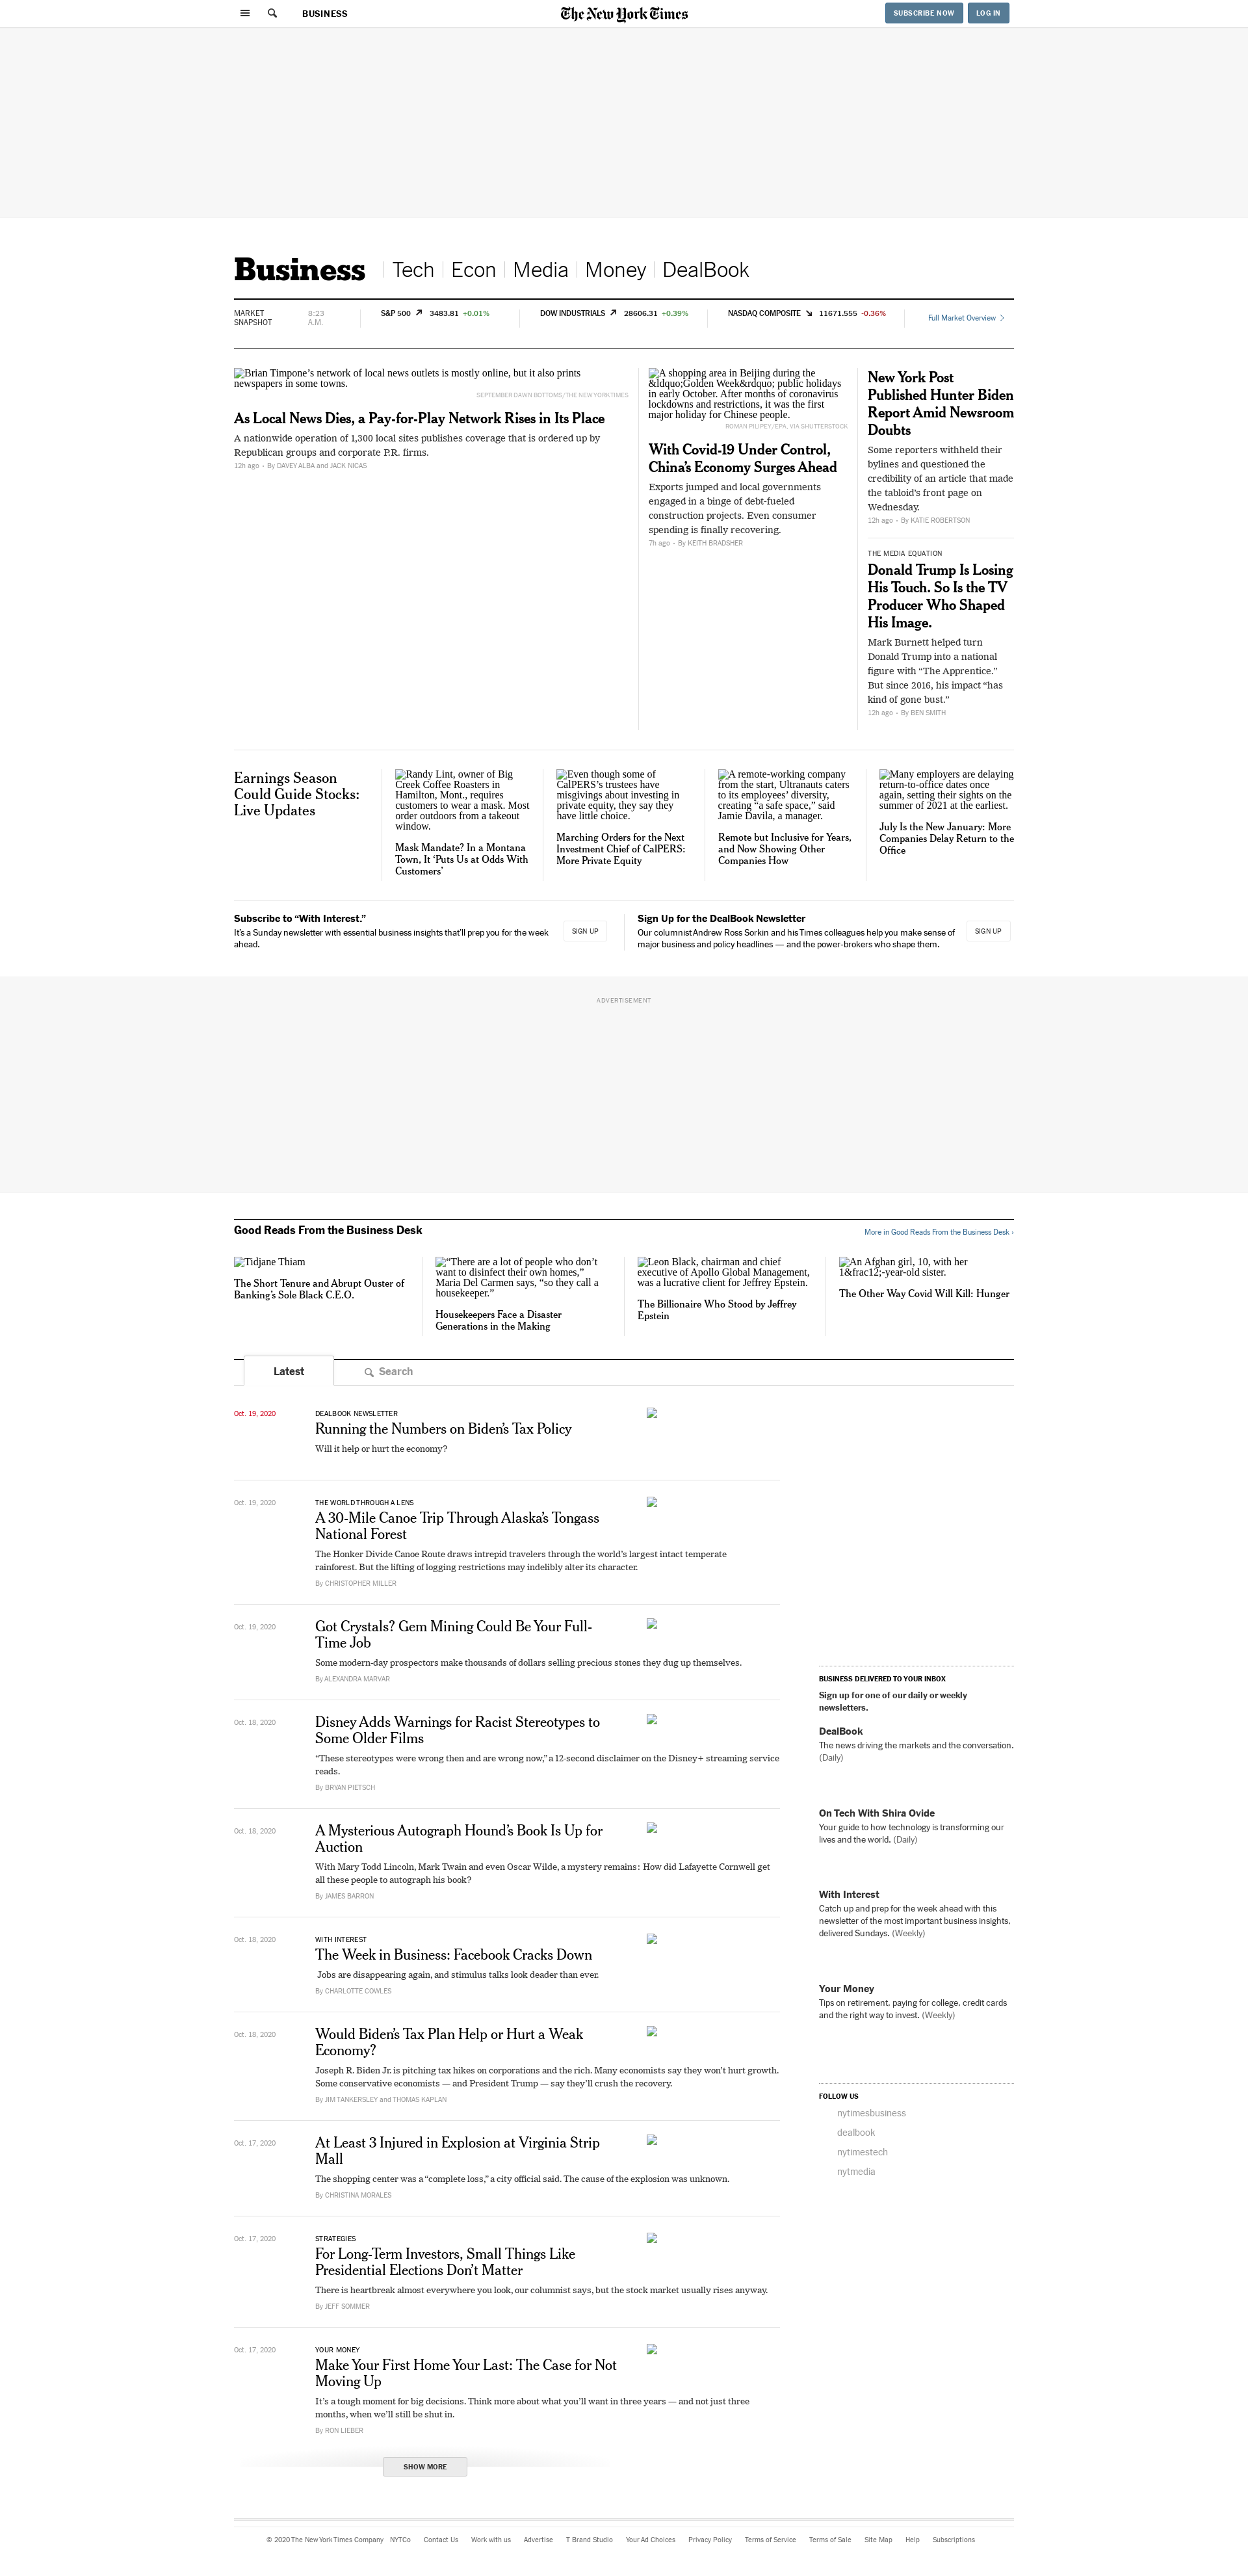 BUSINESS
The New York Times
SUBSCRIBE NOW
LOG IN
Business
Tech
Econ
Media
Money
DealBook
MARKET
SNAPSHOT
8:23
A.M.
S&P 500 3483.81 +0.01%
DOW INDUSTRIALS 28606.31 +0.39%
NASDAQ COMPOSITE 11671.555 -0.36%
Full Market Overview
Brian Timpone’s network of local news outlets is mostly online, but it also prints
newspapers in some towns.
SEPTEMBER DAWN BOTTOMS/THE NEW YORK TIMES
As Local News Dies, a Pay-for-Play Network Rises in Its Place
A nationwide operation of 1,300 local sites publishes coverage that is ordered up by
Republican groups and corporate P.R. firms.
12h ago · By DAVEY ALBA and JACK NICAS
A shopping area in Beijing during the
&ldquo;Golden Week&rdquo; public holidays
in early October. After months of coronavirus
lockdowns and restrictions, it was the first
major holiday for Chinese people.
ROMAN PILIPEY/EPA, VIA SHUTTERSTOCK
With Covid-19 Under Control,
China’s Economy Surges Ahead
Exports jumped and local governments
engaged in a binge of debt-fueled
construction projects. Even consumer
spending is finally recovering.
7h ago · By KEITH BRADSHER
New York Post
Published Hunter Biden
Report Amid Newsroom
Doubts
Some reporters withheld their
bylines and questioned the
credibility of an article that made
the tabloid’s front page on
Wednesday.
12h ago · By KATIE ROBERTSON
THE MEDIA EQUATION
Donald Trump Is Losing
His Touch. So Is the TV
Producer Who Shaped
His Image.
Mark Burnett helped turn
Donald Trump into a national
figure with “The Apprentice.”
But since 2016, his impact “has
kind of gone bust.”
12h ago · By BEN SMITH
Earnings Season
Could Guide Stocks:
Live Updates
Randy Lint, owner of Big
Creek Coffee Roasters in
Hamilton, Mont., requires
customers to wear a mask. Most
order outdoors from a takeout
window.
Mask Mandate? In a Montana
Town, It ‘Puts Us at Odds With
Customers’
Even though some of
CalPERS’s trustees have
misgivings about investing in
private equity, they say they
have little choice.
Marching Orders for the Next
Investment Chief of CalPERS:
More Private Equity
A remote-working company
from the start, Ultranauts caters
to its employees’ diversity,
creating “a safe space,” said
Jamie Davila, a manager.
Remote but Inclusive for Years,
and Now Showing Other
Companies How
Many employers are delaying
return-to-office dates once
again, setting their sights on the
summer of 2021 at the earliest.
July Is the New January: More
Companies Delay Return to the
Office
Subscribe to “With Interest.”
It’s a Sunday newsletter with essential business insights that’ll prep you for the week
ahead.
SIGN UP
Sign Up for the DealBook Newsletter
Our columnist Andrew Ross Sorkin and his Times colleagues help you make sense of
major business and policy headlines — and the power-brokers who shape them.
SIGN UP
ADVERTISEMENT
Good Reads From the Business Desk
More in Good Reads From the Business Desk ›
Tidjane Thiam
The Short Tenure and Abrupt Ouster of
Banking’s Sole Black C.E.O.
“There are a lot of people who don’t
want to disinfect their own homes,”
Maria Del Carmen says, “so they call a
housekeeper.”
Housekeepers Face a Disaster
Generations in the Making
Leon Black, chairman and chief
executive of Apollo Global Management,
was a lucrative client for Jeffrey Epstein.
The Billionaire Who Stood by Jeffrey
Epstein
An Afghan girl, 10, with her
1&frac12;-year-old sister.
The Other Way Covid Will Kill: Hunger
Latest
Search
Oct. 19, 2020
DEALBOOK NEWSLETTER
Running the Numbers on Biden’s Tax Policy
Will it help or hurt the economy?
Oct. 19, 2020
THE WORLD THROUGH A LENS
A 30-Mile Canoe Trip Through Alaska’s Tongass
National Forest
The Honker Divide Canoe Route draws intrepid travelers through the world’s largest intact temperate
rainforest. But the lifting of logging restrictions may indelibly alter its character.
By CHRISTOPHER MILLER
Oct. 19, 2020
Got Crystals? Gem Mining Could Be Your Full-
Time Job
Some modern-day prospectors make thousands of dollars selling precious stones they dug up themselves.
By ALEXANDRA MARVAR
Oct. 18, 2020
Disney Adds Warnings for Racist Stereotypes to
Some Older Films
“These stereotypes were wrong then and are wrong now,” a 12-second disclaimer on the Disney+ streaming service
reads.
By BRYAN PIETSCH
Oct. 18, 2020
A Mysterious Autograph Hound’s Book Is Up for
Auction
With Mary Todd Lincoln, Mark Twain and even Oscar Wilde, a mystery remains: How did Lafayette Cornwell get
all these people to autograph his book?
By JAMES BARRON
Oct. 18, 2020
WITH INTEREST
The Week in Business: Facebook Cracks Down
Jobs are disappearing again, and stimulus talks look deader than ever.
By CHARLOTTE COWLES
Oct. 18, 2020
Would Biden’s Tax Plan Help or Hurt a Weak
Economy?
Joseph R. Biden Jr. is pitching tax hikes on corporations and the rich. Many economists say they won’t hurt growth.
Some conservative economists — and President Trump — say they’ll crush the recovery.
By JIM TANKERSLEY and THOMAS KAPLAN
Oct. 17, 2020
At Least 3 Injured in Explosion at Virginia Strip
Mall
The shopping center was a “complete loss,” a city official said. The cause of the explosion was unknown.
By CHRISTINA MORALES
Oct. 17, 2020
STRATEGIES
For Long-Term Investors, Small Things Like
Presidential Elections Don’t Matter
There is heartbreak almost everywhere you look, our columnist says, but the stock market usually rises anyway.
By JEFF SOMMER
Oct. 17, 2020
YOUR MONEY
Make Your First Home Your Last: The Case for Not
Moving Up
It’s a tough moment for big decisions. Think more about what you’ll want in three years — and not just three
months, when we’ll still be shut in.
By RON LIEBER
SHOW MORE
BUSINESS DELIVERED TO YOUR INBOX
Sign up for one of our daily or weekly
newsletters.
DealBook
The news driving the markets and the conversation.
(Daily)
On Tech With Shira Ovide
Your guide to how technology is transforming our
lives and the world. (Daily)
With Interest
Catch up and prep for the week ahead with this
newsletter of the most important business insights,
delivered Sundays. (Weekly)
Your Money
Tips on retirement, paying for college, credit cards
and the right way to invest. (Weekly)
FOLLOW US
nytimesbusiness
dealbook
nytimestech
nytmedia
© 2020 The New York Times Company NYTCo Contact Us Work with us Advertise T Brand Studio Your Ad Choices Privacy Policy Terms of Service Terms of Sale Site Map Help Subscriptions